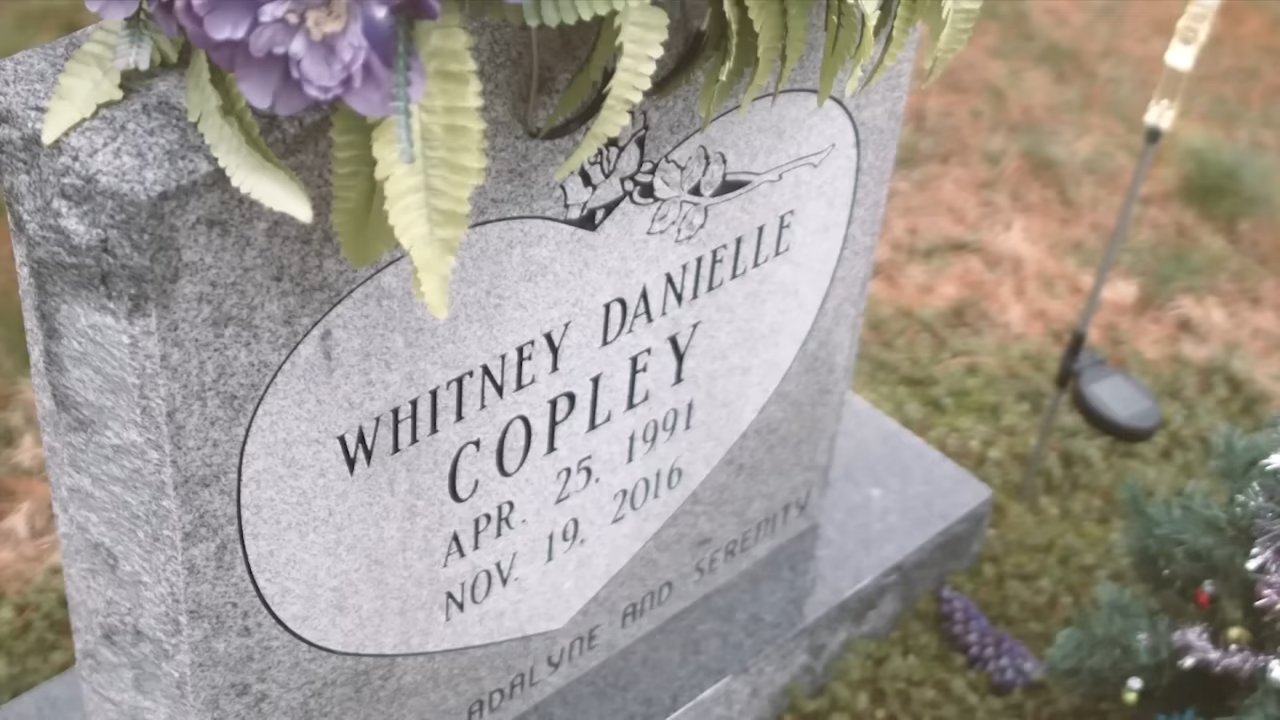 WHITNEY DANIELLE
COPLEY
APR. 25. 1991
NOV. 19. 2016
ADALYNE AND SERENITY